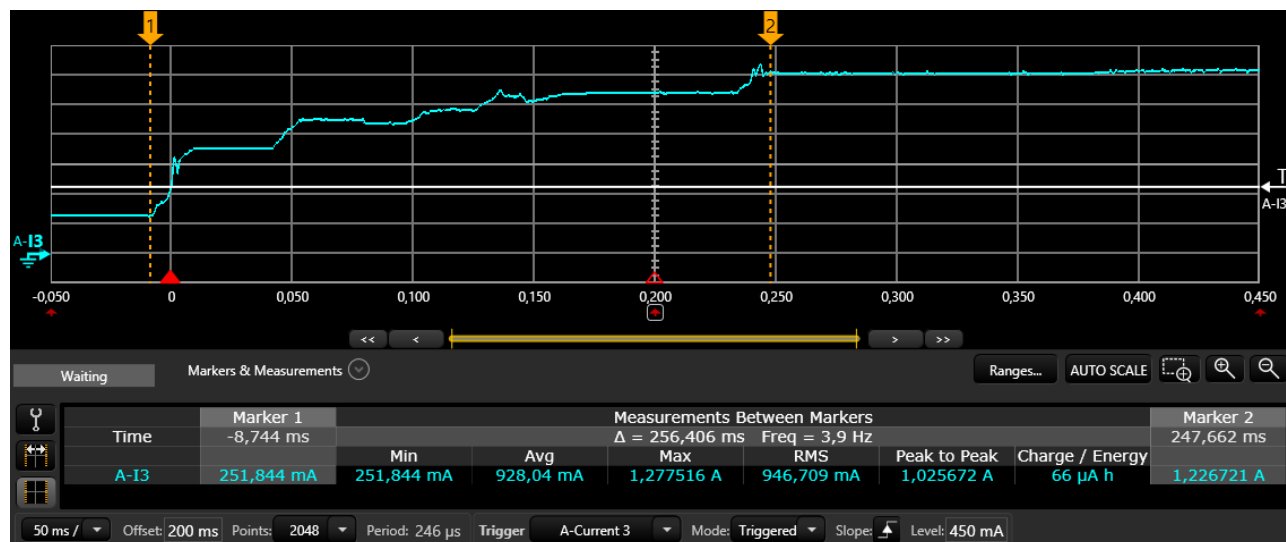 1 2
T
A-I3
A-I3
-0,050 0 0,050 0,100 0,150 0,200 0,250 0,300 0,350 0,400 0,450
<< < > >>
Waiting Markers & Measurements Ranges... AUTO SCALE
Marker 1 Measurements Between Markers Marker 2
Time -8,744 ms Δ = 256,406 ms Freq = 3,9 Hz 247,662 ms
Min Avg Max RMS Peak to Peak Charge / Energy
A-I3 251,844 mA 251,844 mA 928,04 mA 1,277516 A 946,709 mA 1,025672 A 66 µA h 1,226721 A
50 ms / Offset: 200 ms Points: 2048 Period: 246 µs Trigger A-Current 3 Mode: Triggered Slope: Level: 450 mA